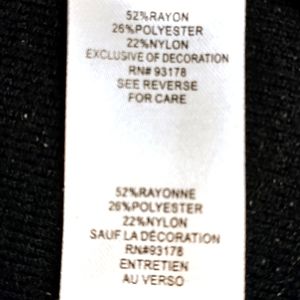 52%RAYON
26%POLYESTER
22%NYLON
EXCLUSIVE OF DECORATION
RN# 93178
SEE REVERSE
FOR CARE
52%RAYONNE
26%POLYESTER
22%NYLON
SAUF LA DÉCORATION
RN#93178
ENTRETIEN
AU VERSO